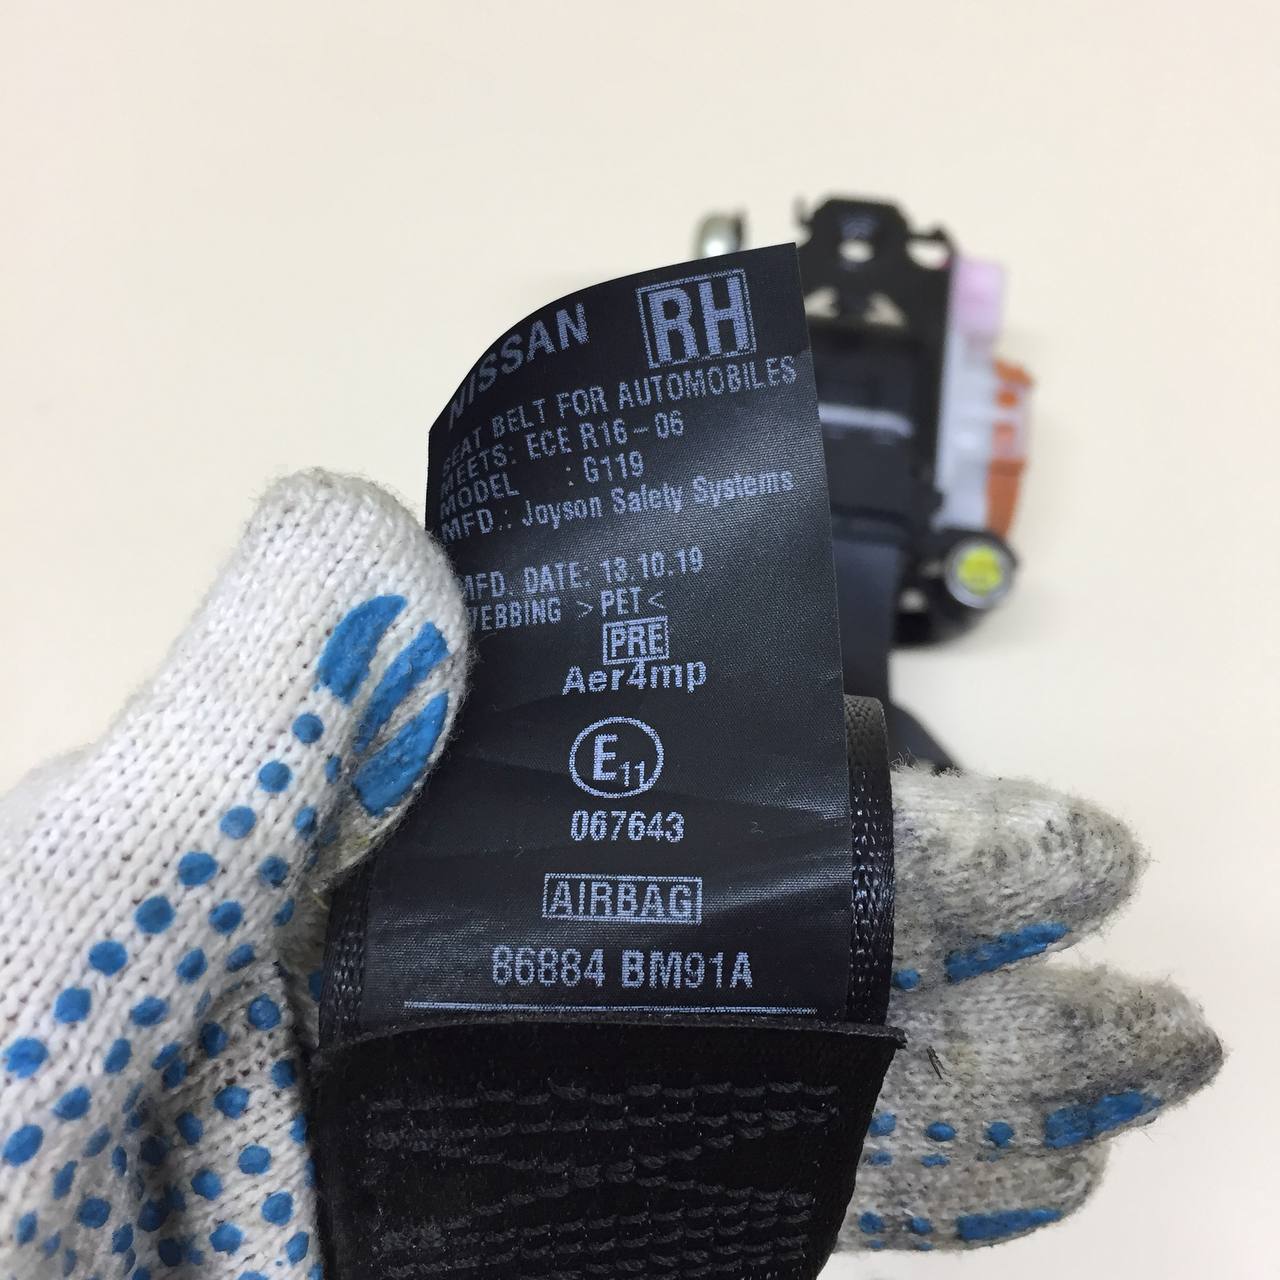 NISSAN RH
SEAT BELT FOR AUTOMOBILES
MEETS: ECE R16-06
MODEL : G119
MFD.: Joyson Safety Systems
MFD. DATE: 13.10.19
WEBBING >PET<
PRE
Aer4mp
E11
067643
AIRBAG
86884 BM91A